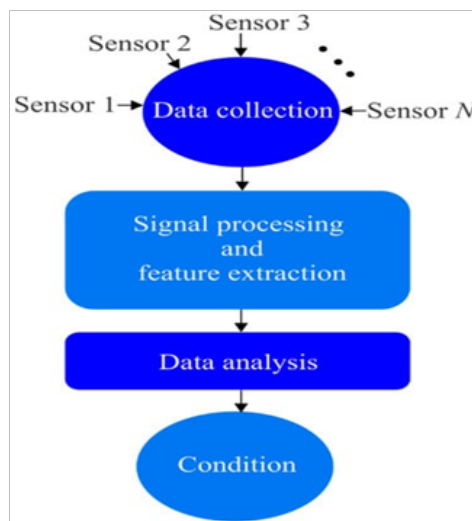 Sensor 3
Sensor 2
Sensor 1
Data collection
Sensor N
Signal processing
and
feature extraction
Data analysis
Condition